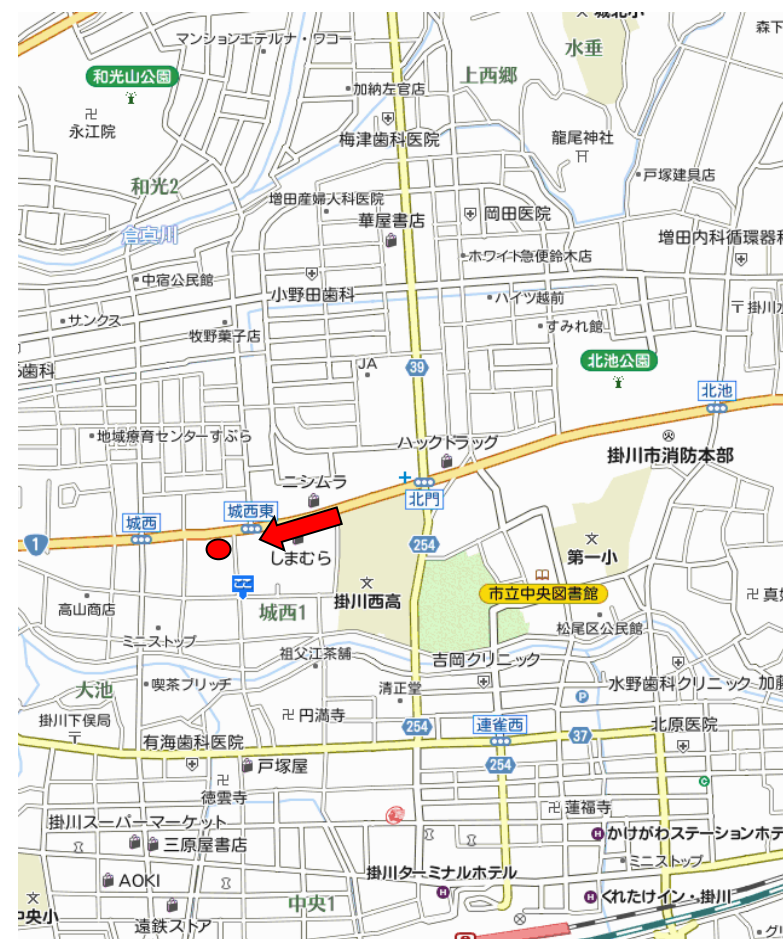 マンションエテルナ・ワコー
水垂
和光山公園
上西郷
加納左官店
永江院
梅津歯科医院
龍尾神社
戸塚建具店
和光2
増田産婦人科医院
華屋書店
岡田医院
倉真川
増田内科循環器科
ホワイト急便鈴木店
中宿公民館
小野田歯科
ハイツ越前
〒掛川水
サンクス
牧野菓子店
すみれ館
北池公園
JA
39
歯科
北池
地域療育センターすぷら
ハックドラッグ
掛川市消防本部
ニシムラ
北門
城西
城西東
1
254
しまむら
第一小
掛川西高
市立中央図書館
高山商店
城西1
松尾区公民館
ミニストップ
祖父江茶舗
吉岡クリニック
大池
喫茶ブリッヂ
清正堂
水野歯科クリニック
加藤
掛川下俣局
円満寺
254
連雀西
37
北原医院
有海歯科医院
戸塚屋
254
徳雲寺
蓮福寺
掛川スーパーマーケット
三原屋書店
かけがわステーションホテ
ミニストップ
掛川ターミナルホテル
AOKI
中央1
くれたけイン・掛川
中央小
遠鉄ストア